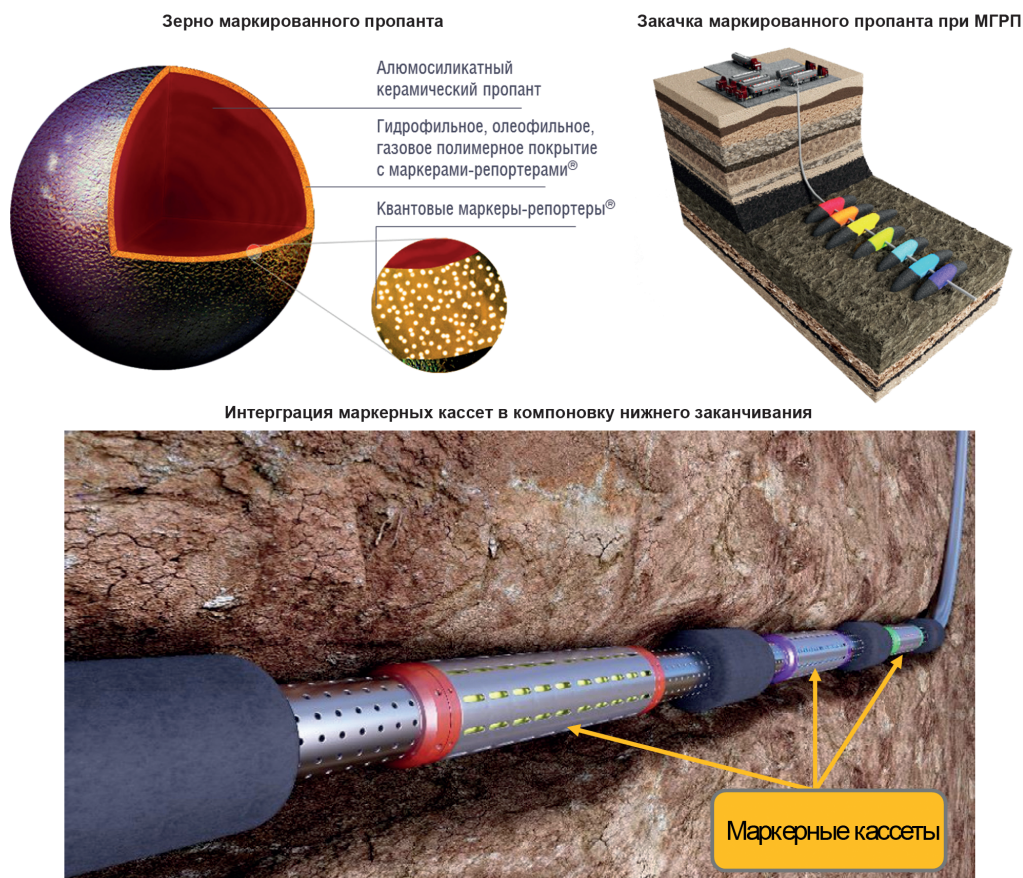 Зерно маркированного пропанта
Закачка маркированного пропанта при МГРП
Алюмосиликатный
керамический пропант
Гидрофильное, олеофильное,
газовое полимерное покрытие
с маркерами-репортерами®
Квантовые маркеры-репортеры®
Интерграция маркерных кассет в компоновку нижнего заканчивания
Маркерные кассеты